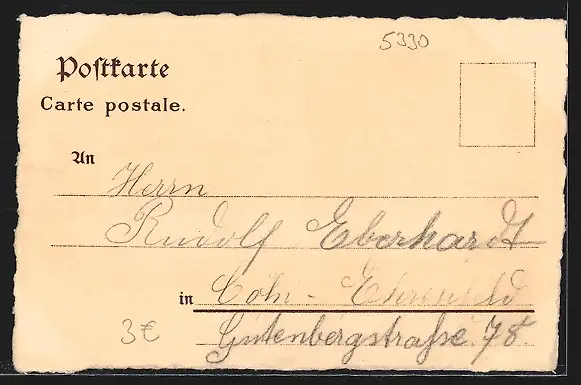 5330
Postkarte
Carte postale.
An
Herrn
Rudolf Eberhardt
in Cöln - Ehrenfeld
Gutenbergstraße 78.
3€